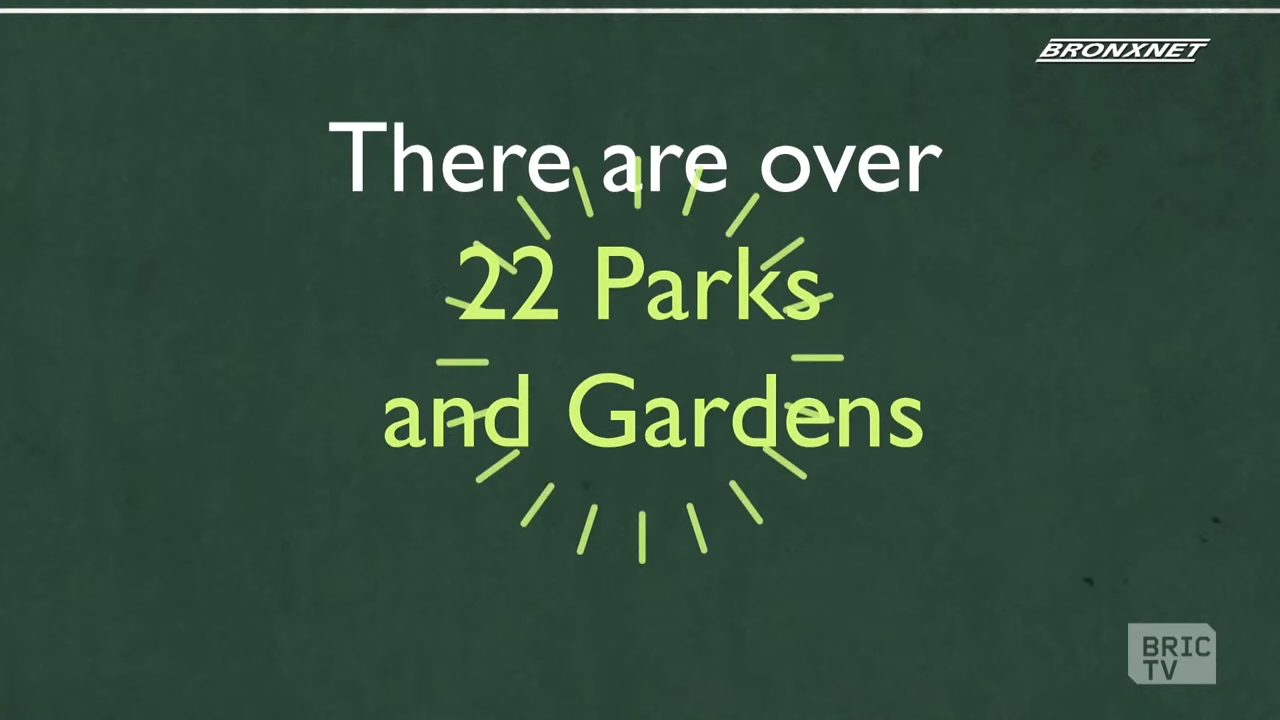 BRONXNET
There are over
22 Parks
and Gardens
BRIC
TV